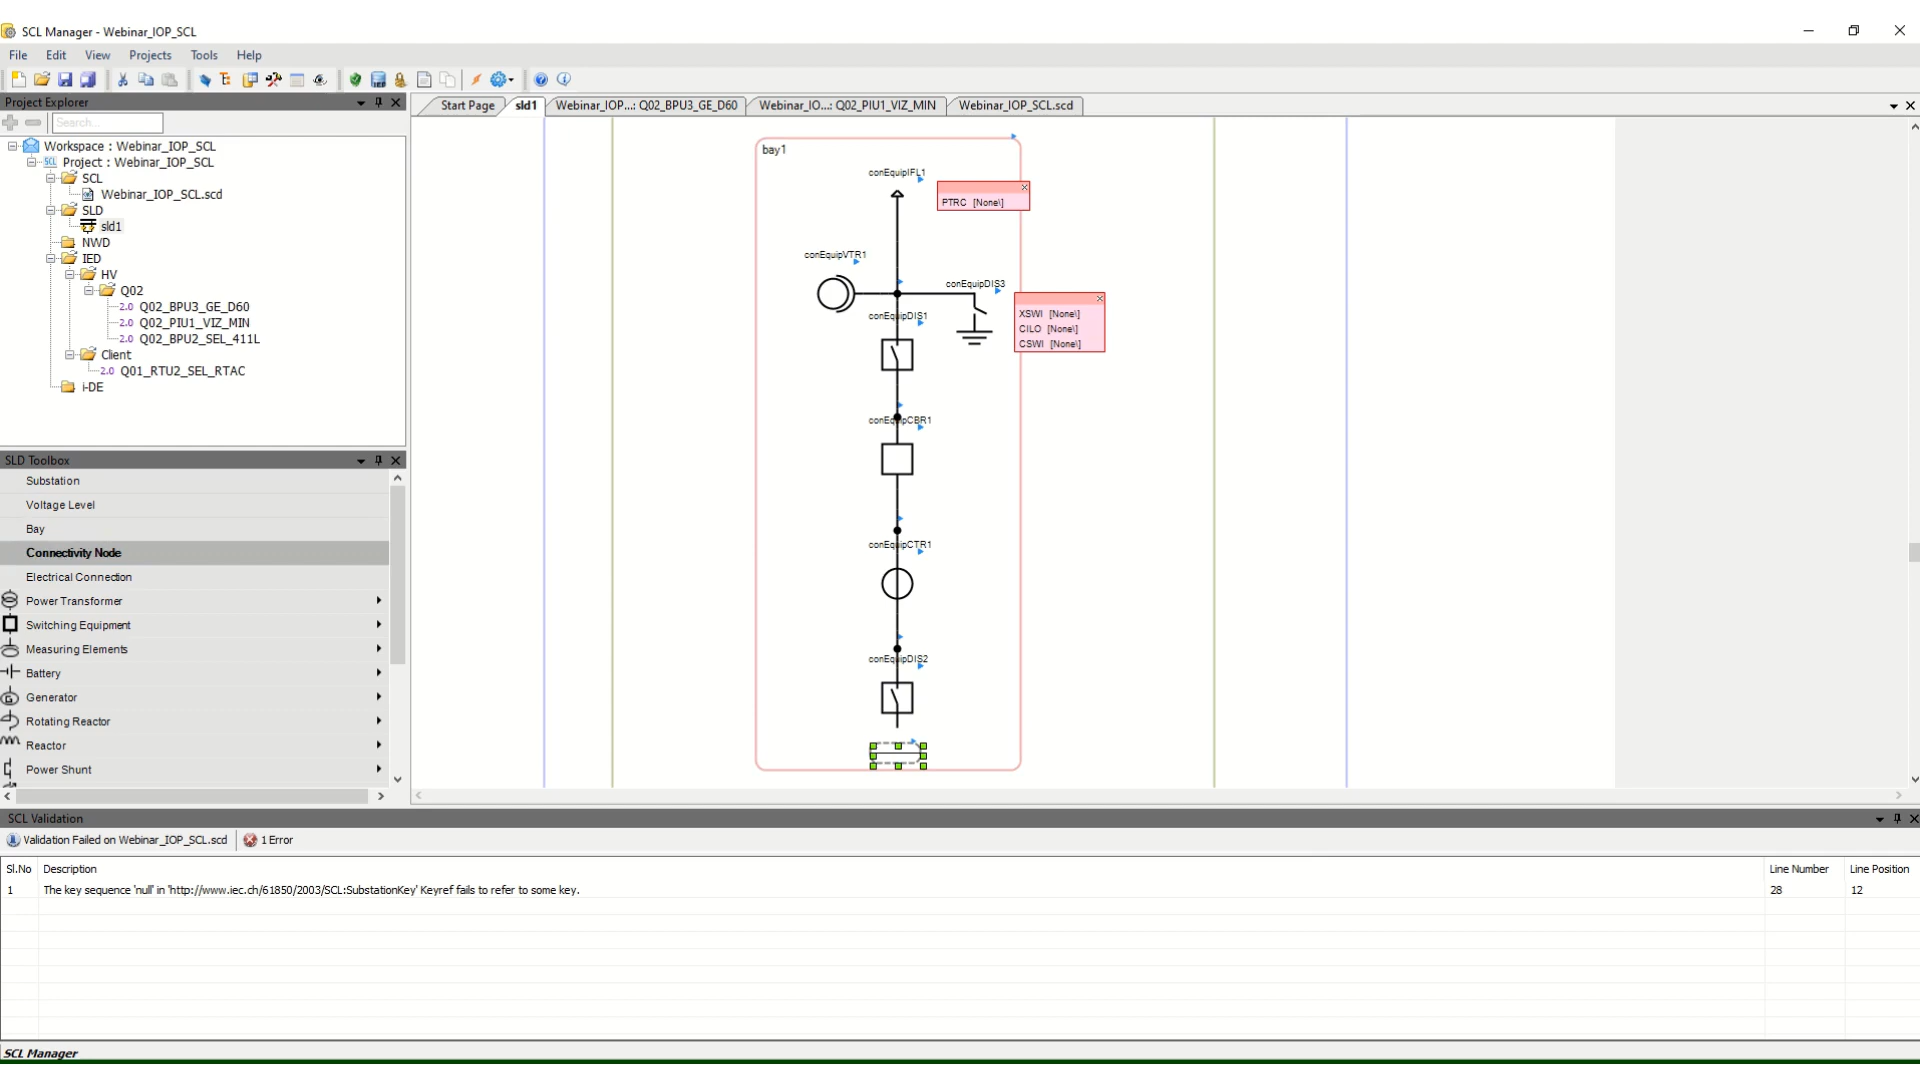 SCL Manager - Webinar_IOP_SCL
File Edit View Projects Tools Help
Project Explorer
Search...
Workspace : Webinar_IOP_SCL
Project : Webinar_IOP_SCL
SCL
Webinar_IOP_SCL.scd
SLD
sld1
NWD
IED
HV
Q02
2.0 Q02_BPU3_GE_D60
2.0 Q02_PIU1_VIZ_MIN
2.0 Q02_BPU2_SEL_411L
Client
2.0 Q01_RTU2_SEL_RTAC
i-DE
SLD Toolbox
Substation
Voltage Level
Bay
Connectivity Node
Electrical Connection
Power Transformer
Switching Equipment
Measuring Elements
Battery
Generator
Rotating Reactor
Reactor
Power Shunt
Start Page sld1 Webinar_IOP...: Q02_BPU3_GE_D60 Webinar_IO...: Q02_PIU1_VIZ_MIN Webinar_IOP_SCL.scd
bay1
conEquipIFL1
PTRC [None\]
conEquipVTR1
conEquipDIS3
conEquipDIS1
XSWI [None\]
CILO [None\]
CSWI [None\]
conEquipCBR1
conEquipCTR1
conEquipDIS2
SCL Validation
Validation Failed on Webinar_IOP_SCL.scd 1 Error
Sl.No Description Line Number Line Position
1 The key sequence 'null' in 'http://www.iec.ch/61850/2003/SCL:SubstationKey' Keyref fails to refer to some key. 28 12
SCL Manager